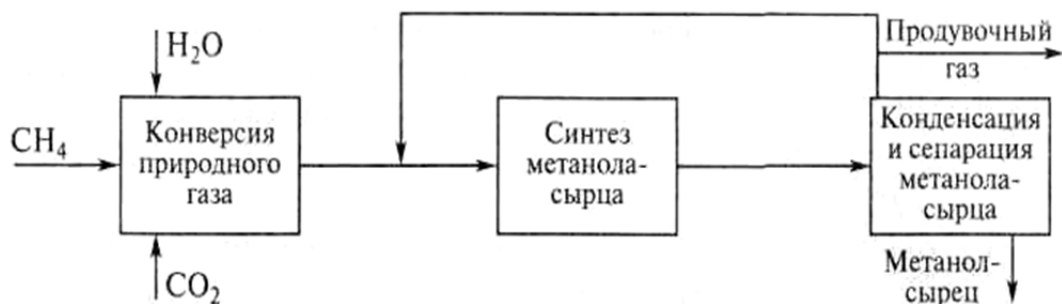 H₂O
CH₄
Конверсия
природного
газа
CO₂
Синтез
метанола-
сырца
Продувочный
газ
Конденсация
и сепарация
метанола-
сырца
Метанол-
сырец